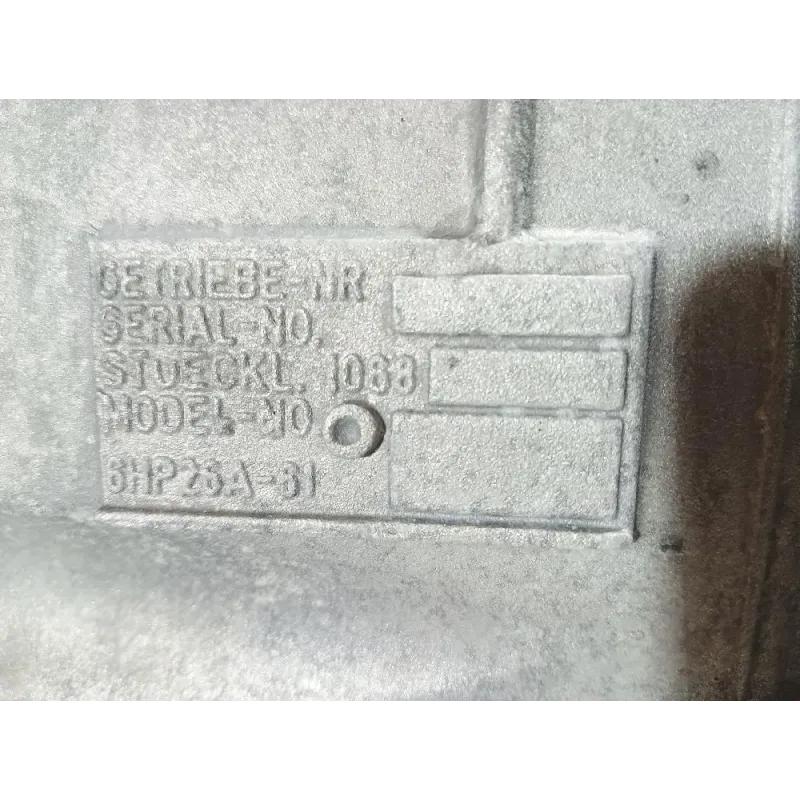 GETRIEBE-NR
SERIAL-NO.
STUECKL. 1068
MODEL-NO
6HP26A-61